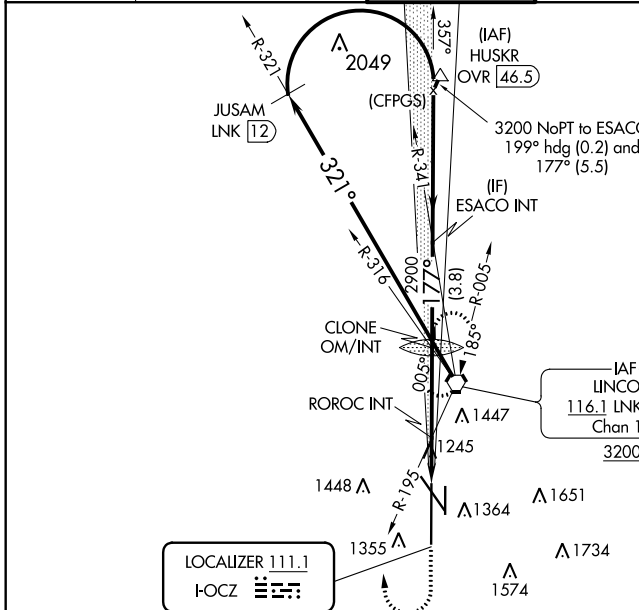 R-321
2049
357°
(IAF)
HUSKR
OVR 46.5
(CFPGS)
JUSAM
LNK 12
3200 NoPT to ESACO
199° hdg (0.2) and
177° (5.5)
321°
R-341
(IF)
ESACO INT
R-316
2900
177°
(3.8)
R-005
185°
CLONE
OM/INT
005°
IAF
LINCO
116.1 LNK
Chan 1
3200
ROROC INT
1447
1245
R-195
1448
1364
1651
1355
1734
1574
LOCALIZER 111.1
I-OCZ